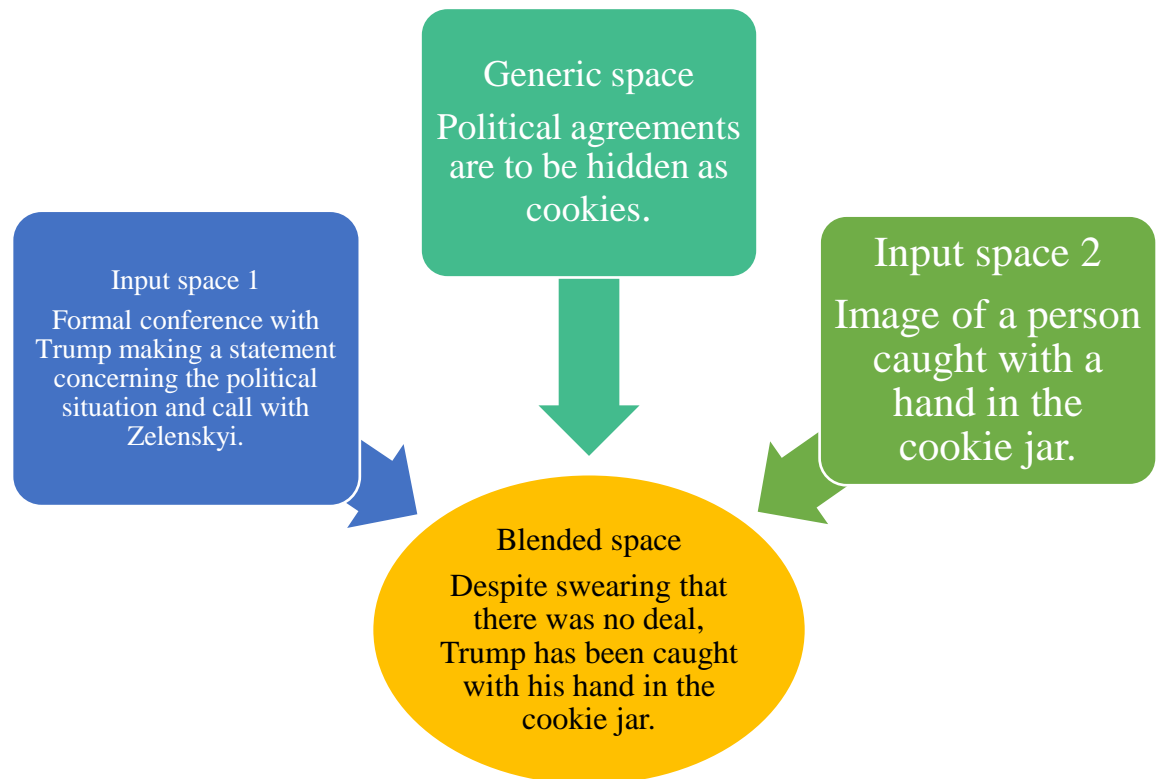 Generic space
Political agreements
are to be hidden as
cookies.
Input space 1
Formal conference with
Trump making a statement
concerning the political
situation and call with
Zelenskyi.
Input space 2
Image of a person
caught with a
hand in the
cookie jar.
Blended space
Despite swearing that
there was no deal,
Trump has been caught
with his hand in the
cookie jar.